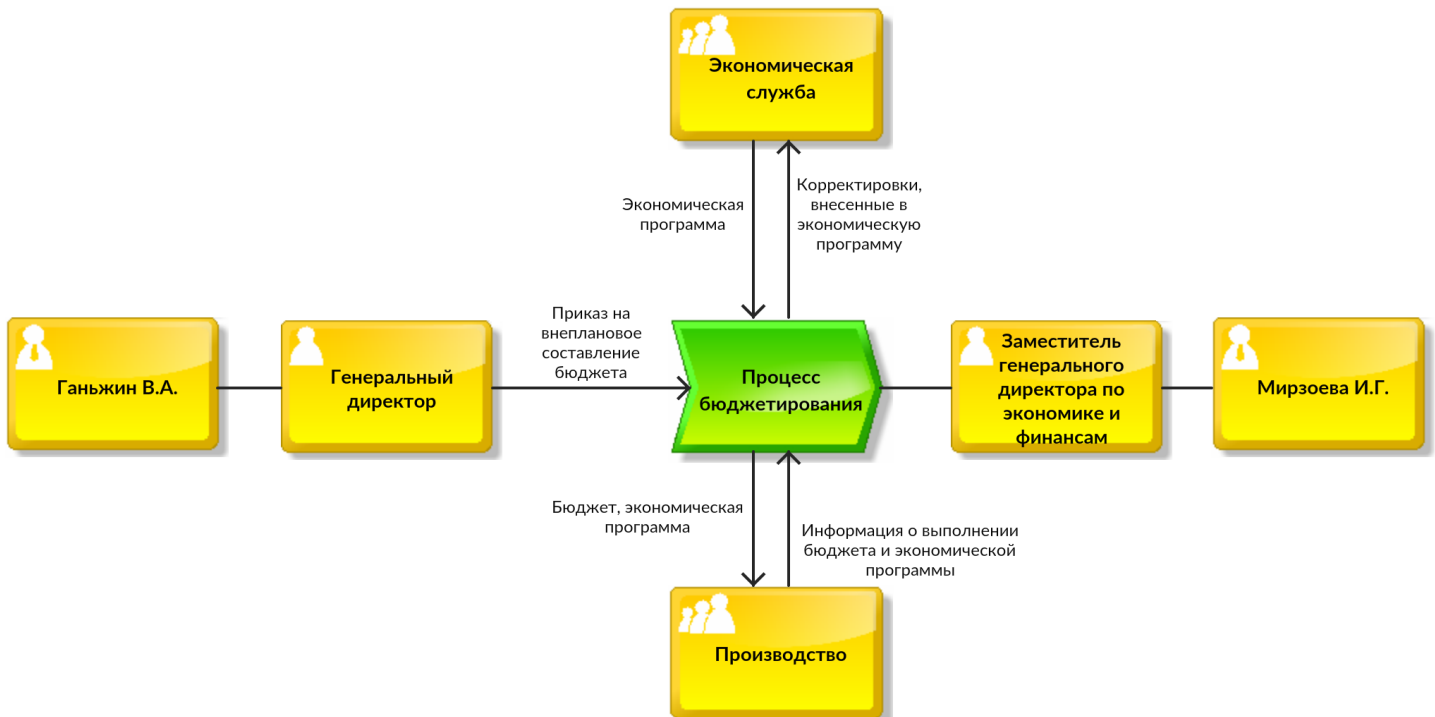 Экономическая
служба
Экономическая
программа
Корректировки,
внесенные в
экономическую
программу
Ганьжин В.А.
Генеральный
директор
Приказ на
внеплановое
составление
бюджета
Процесс
бюджетирования
Заместитель
генерального
директора по
экономике и
финансам
Мирзоева И.Г.
Бюджет, экономическая
программа
Информация о выполнении
бюджета и экономической
программы
Производство